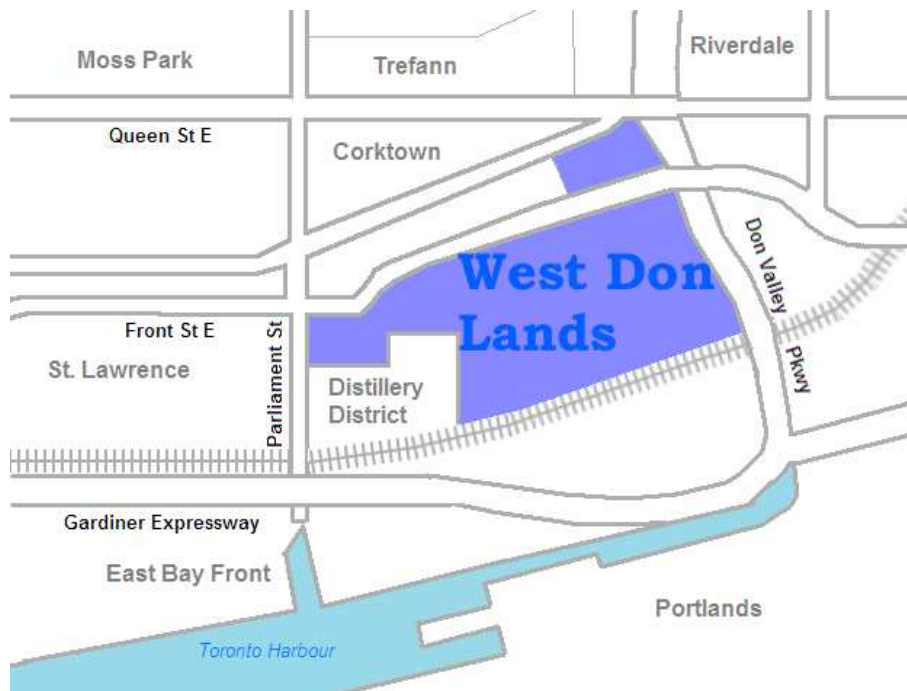 Riverdale
Moss Park
Trefann
Queen St E
Corktown
West Don
Lands
Don Valley
Pkwy
Front St E
Parliament St
St. Lawrence
Distillery
District
Gardiner Expressway
East Bay Front
Portlands
Toronto Harbour